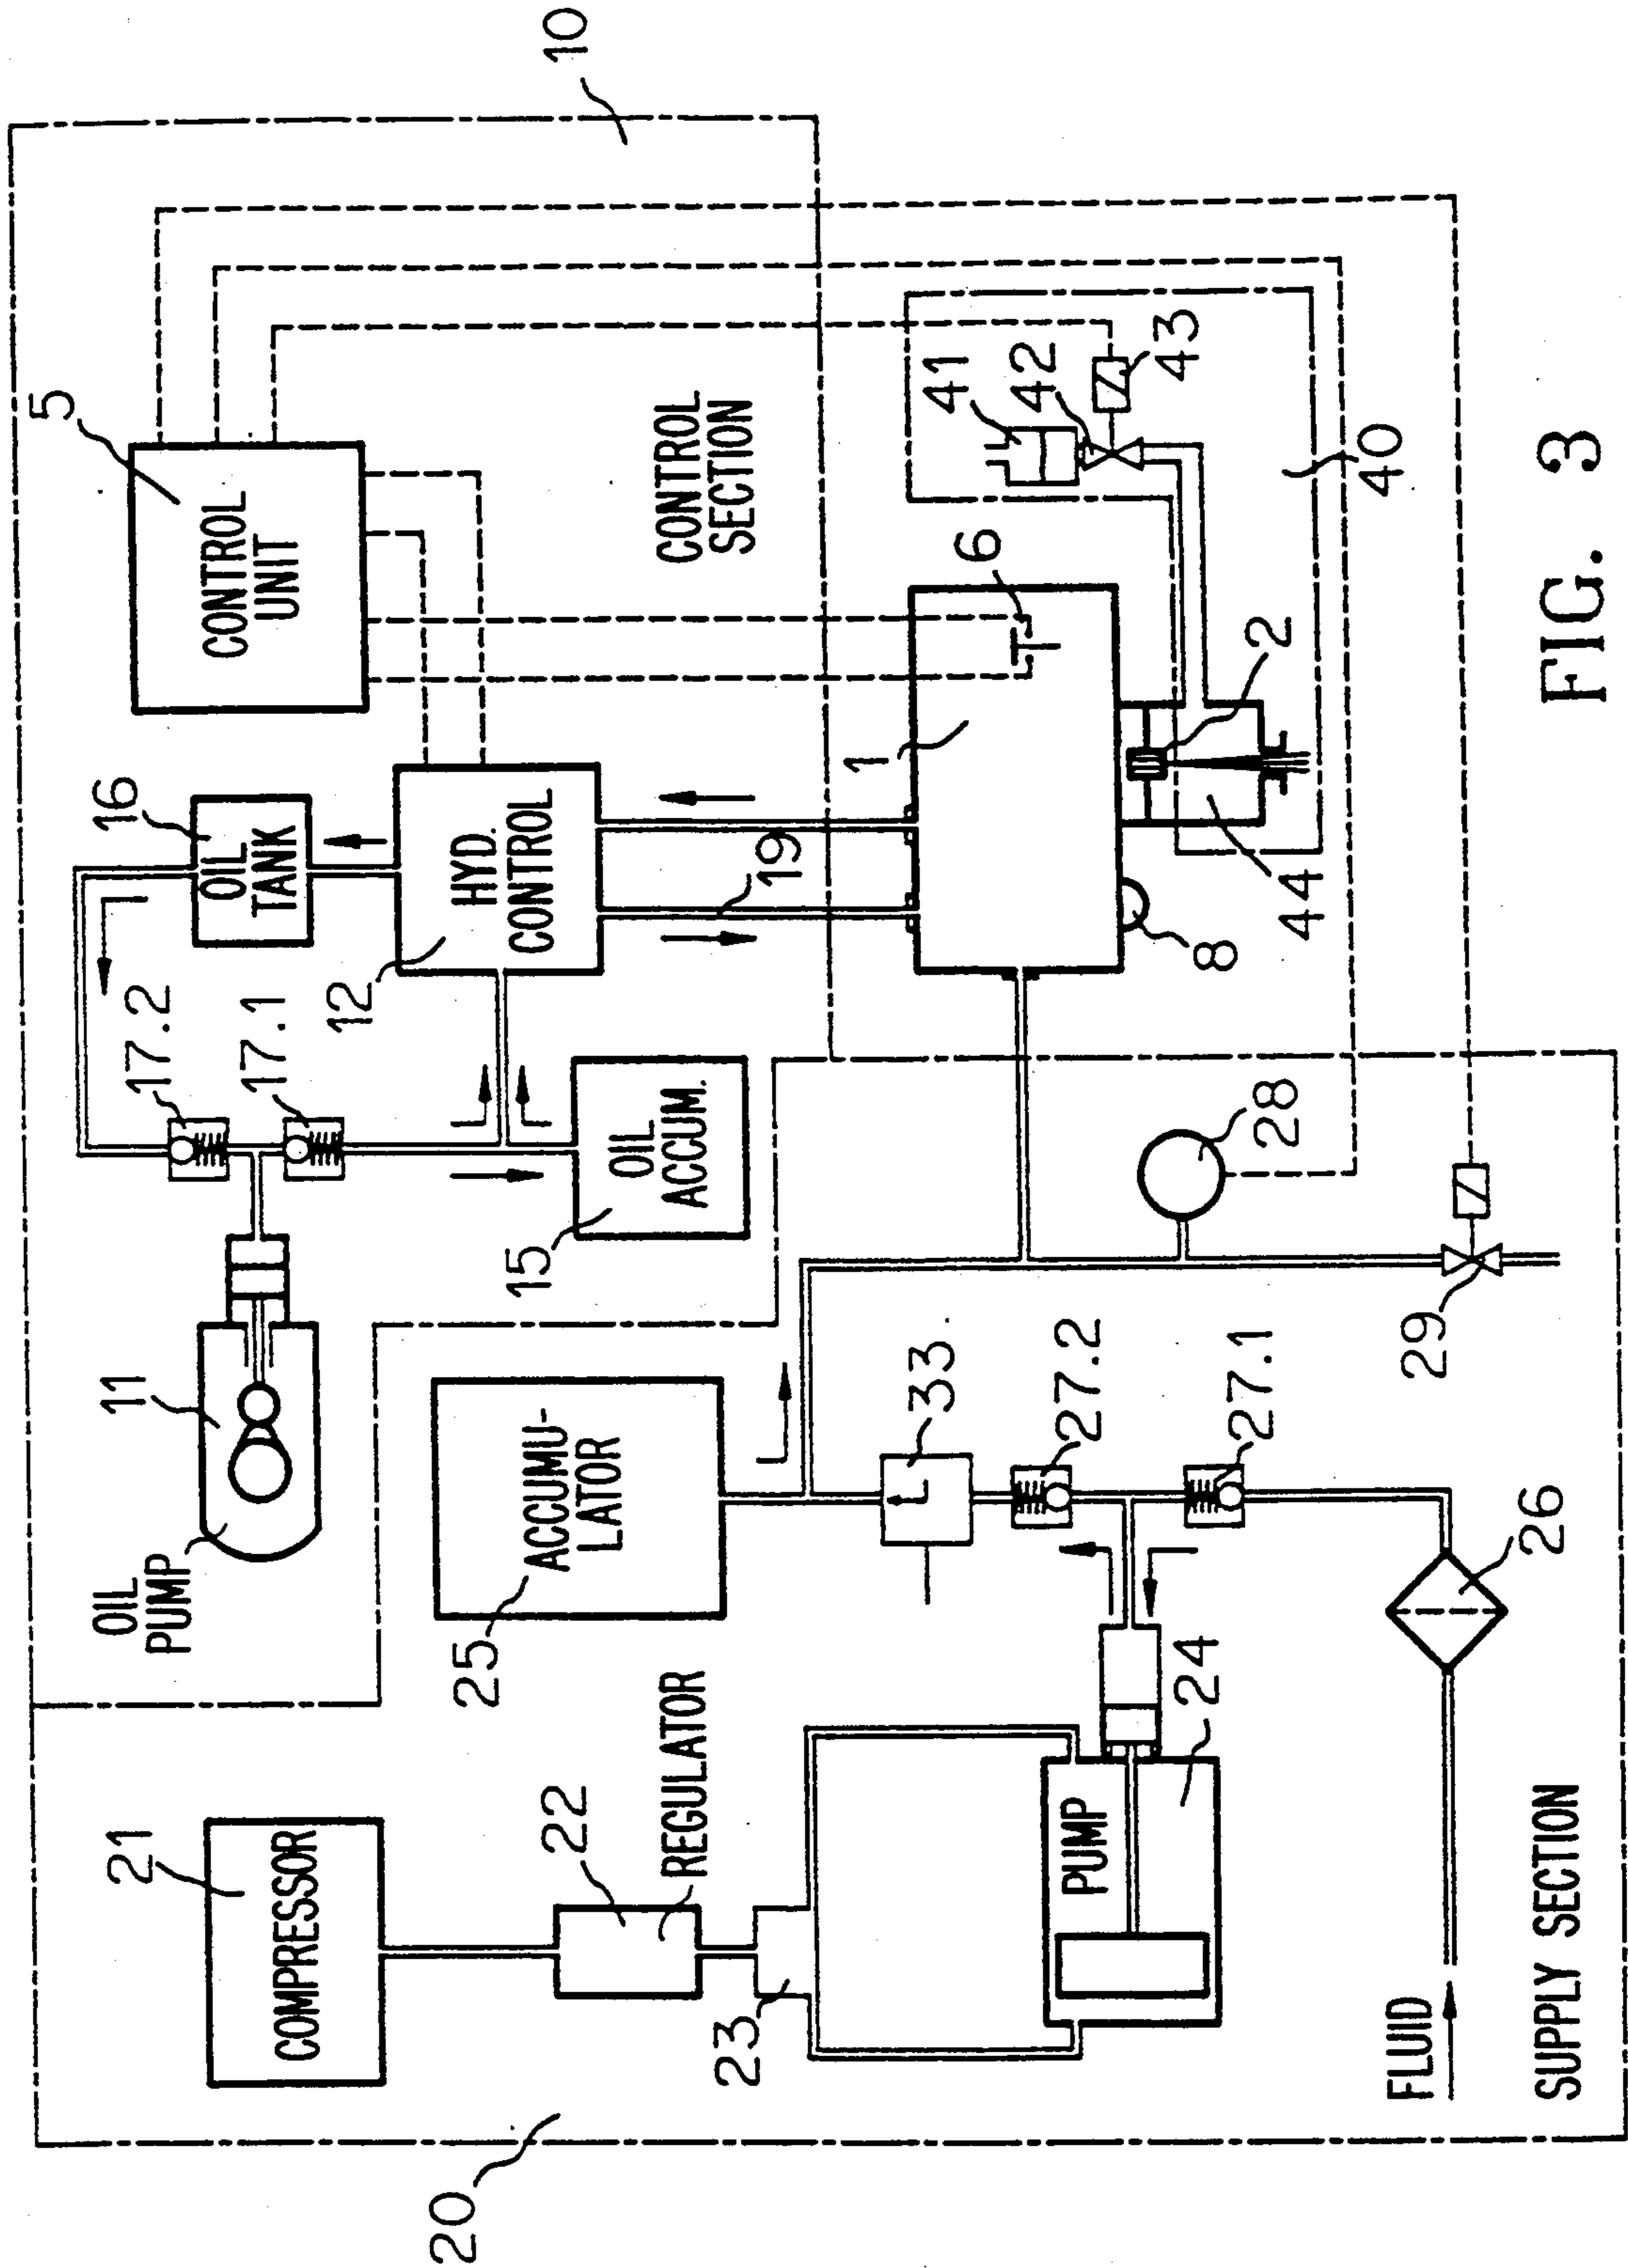 10
5
CONTROL
UNIT
CONTROL
SECTION
16
OIL
TANK
HYD.
CONTROL
12
17.2
17.1
19
1
6
41
42
43
40
2
44
8
OIL
ACCUM.
15
11
OIL
PUMP
28
29
ACCUMU-
LATOR
25
33
27.2
27.1
26
21
COMPRESSOR
22
REGULATOR
23
PUMP
24
FLUID
SUPPLY SECTION
20
FIG. 3